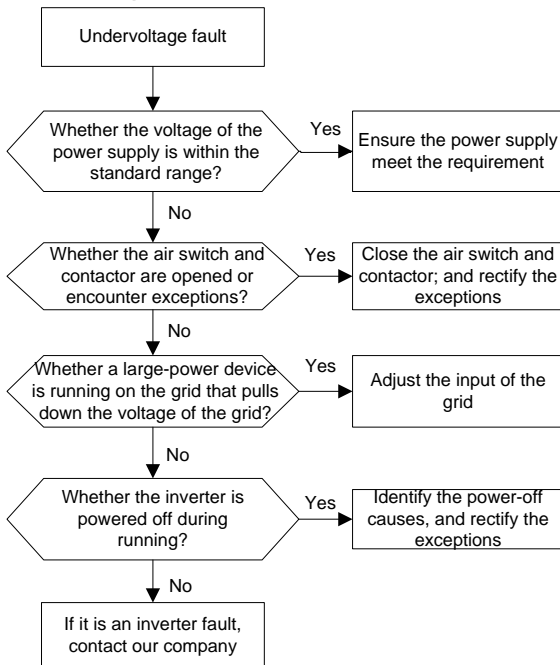 Undervoltage fault
Whether the voltage of the
power supply is within the
standard range?
Yes
Ensure the power supply
meet the requirement
No
Whether the air switch and
contactor are opened or
encounter exceptions?
Yes
Close the air switch and
contactor; and rectify the
exceptions
No
Whether a large-power device
is running on the grid that pulls
down the voltage of the grid?
Yes
Adjust the input of the
grid
No
Whether the inverter is
powered off during
running?
Yes
Identify the power-off
causes, and rectify the
exceptions
No
If it is an inverter fault,
contact our company